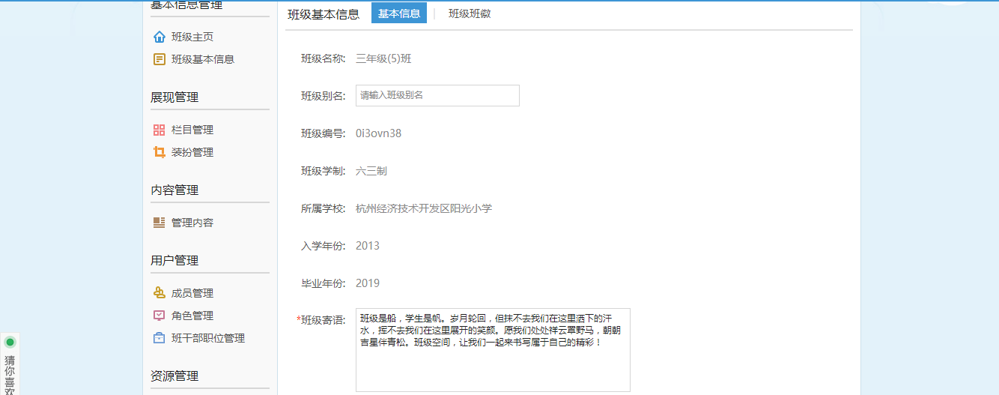 基本信息管理
班级主页
班级基本信息
展现管理
栏目管理
装扮管理
内容管理
管理内容
用户管理
成员管理
角色管理
班干部职位管理
资源管理
猜你喜欢
班级基本信息 基本信息 | 班级班徽
班级名称: 三年级(5)班
班级别名: 请输入班级别名
班级编号: 0i3ovn38
班级学制: 六三制
所属学校: 杭州经济技术开发区阳光小学
入学年份: 2013
毕业年份: 2019
*班级寄语: 班级是船，学生是帆。岁月轮回，但抹不去我们在这里洒下的汗
水，挥不去我们在这里展开的笑颜。愿我们处处祥云罩野马，朝朝
吉星伴青松。班级空间，让我们一起来书写属于自己的精彩！